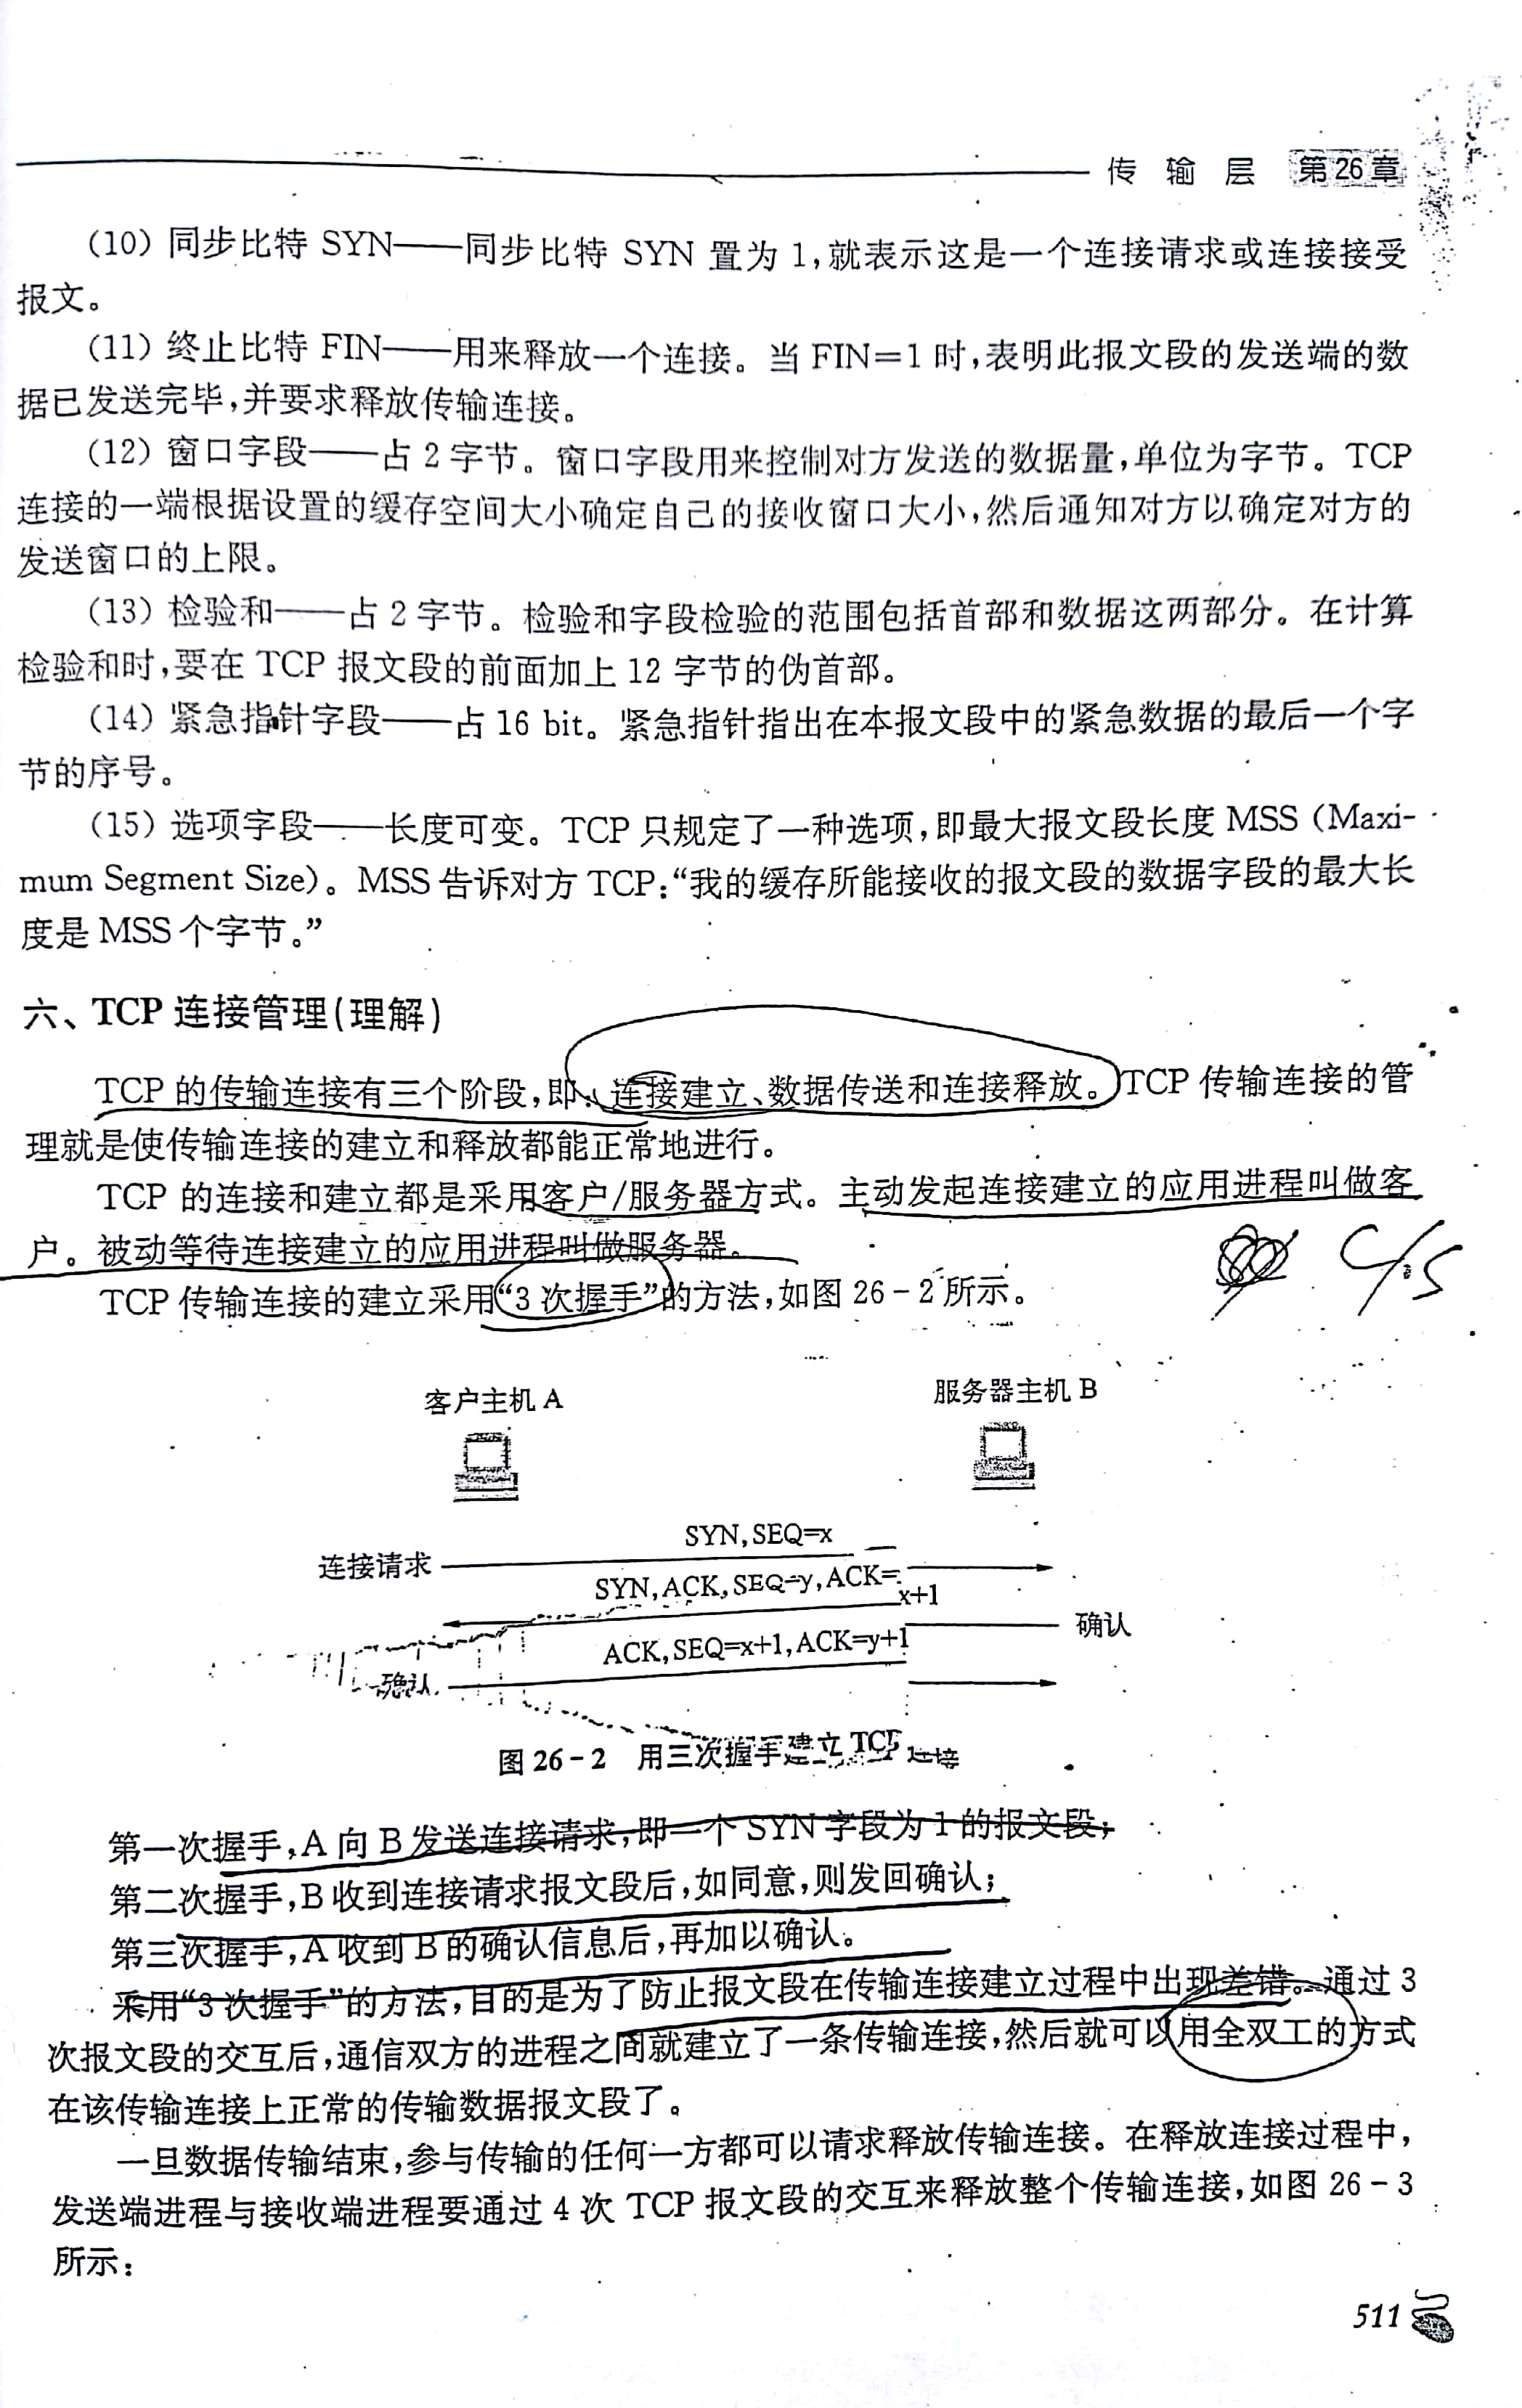 传 输 层 第26章
(10) 同步比特 SYN——同步比特 SYN 置为 1,就表示这是一个连接请求或连接接受
报文。
(11) 终止比特 FIN——用来释放一个连接。当 FIN=1 时,表明此报文段的发送端的数
据已发送完毕,并要求释放传输连接。
(12) 窗口字段——占 2 字节。窗口字段用来控制对方发送的数据量,单位为字节。TCP
连接的一端根据设置的缓存空间大小确定自己的接收窗口大小,然后通知对方以确定对方的
发送窗口的上限。
(13) 检验和——占 2 字节。检验和字段检验的范围包括首部和数据这两部分。在计算
检验和时,要在 TCP 报文段的前面加上 12 字节的伪首部。
(14) 紧急指针字段——占 16 bit。紧急指针指出在本报文段中的紧急数据的最后一个字
节的序号。
(15) 选项字段——长度可变。TCP 只规定了一种选项,即最大报文段长度 MSS (Maxi-
mum Segment Size)。MSS 告诉对方 TCP:“我的缓存所能接收的报文段的数据字段的最大长
度是 MSS 个字节。”
六、TCP 连接管理(理解)
TCP 的传输连接有三个阶段,即:连接建立、数据传送和连接释放。TCP 传输连接的管
理就是使传输连接的建立和释放都能正常地进行。
TCP 的连接和建立都是采用客户/服务器方式。主动发起连接建立的应用进程叫做客
户。被动等待连接建立的应用进程叫做服务器。
C/S
TCP 传输连接的建立采用“3 次握手”的方法,如图 26-2 所示。
客户主机 A 服务器主机 B
SYN,SEQ=x
连接请求
SYN,ACK,SEQ=y,ACK=
x+1
确认
ACK,SEQ=x+1,ACK=y+1
确认
图 26-2 用三次握手建立 TCP 连接
第一次握手,A 向 B 发送连接请求,即一个 SYN 字段为 1 的报文段;
第二次握手,B 收到连接请求报文段后,如同意,则发回确认;
第三次握手,A 收到 B 的确认信息后,再加以确认。
采用“3 次握手”的方法,目的是为了防止报文段在传输连接建立过程中出现差错。通过 3
次报文段的交互后,通信双方的进程之间就建立了一条传输连接,然后就可以用全双工的方式
在该传输连接上正常的传输数据报文段了。
一旦数据传输结束,参与传输的任何一方都可以请求释放传输连接。在释放连接过程中,
发送端进程与接收端进程要通过 4 次 TCP 报文段的交互来释放整个传输连接,如图 26-3
所示:
511